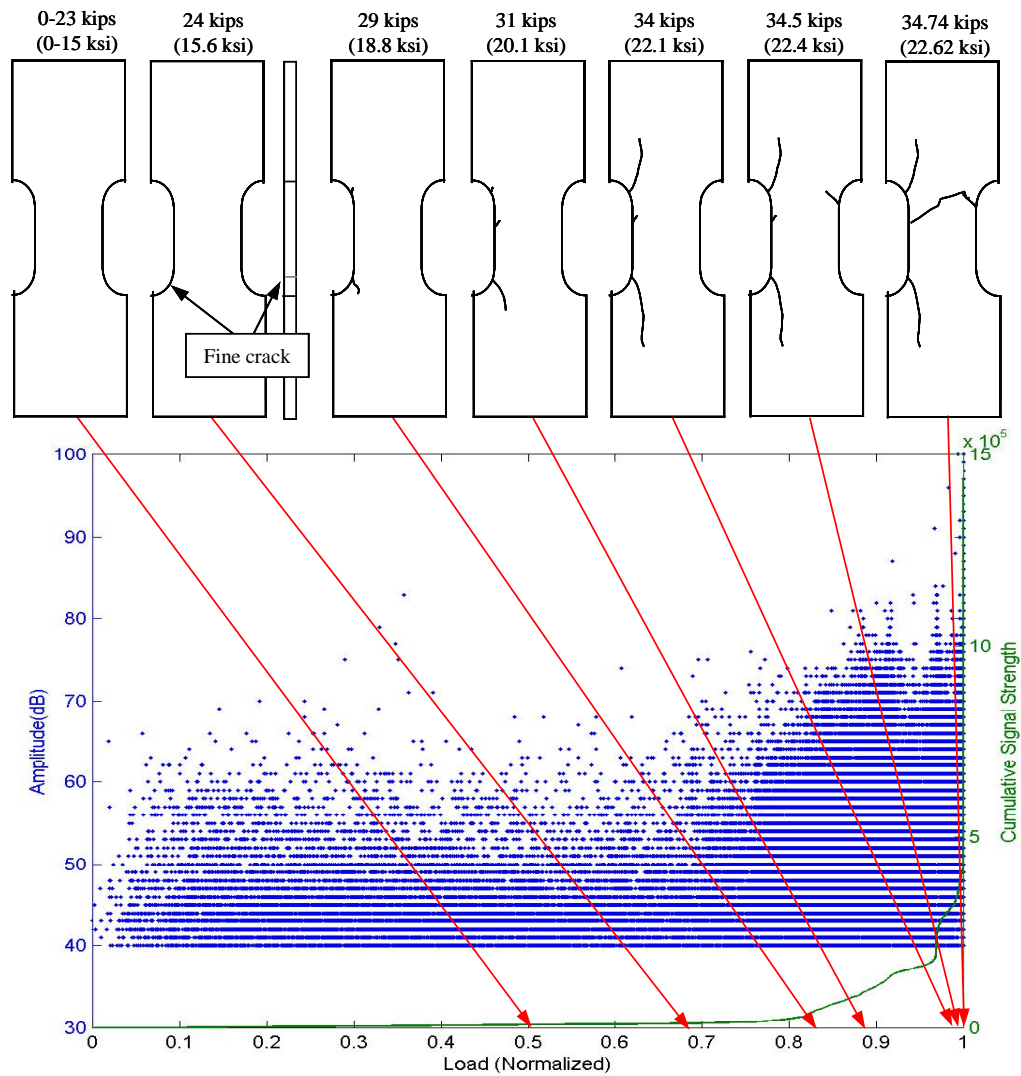 0-23 kips
(0-15 ksi)
24 kips
(15.6 ksi)
29 kips
(18.8 ksi)
31 kips
(20.1 ksi)
34 kips
(22.1 ksi)
34.5 kips
(22.4 ksi)
34.74 kips
(22.62 ksi)
Fine crack
x 10^5
100
90
80
70
60
50
40
30
Amplitude(dB)
15
10
5
0
Cumulative Signal Strength
0
0.1
0.2
0.3
0.4
0.5
0.6
0.7
0.8
0.9
1
Load (Normalized)